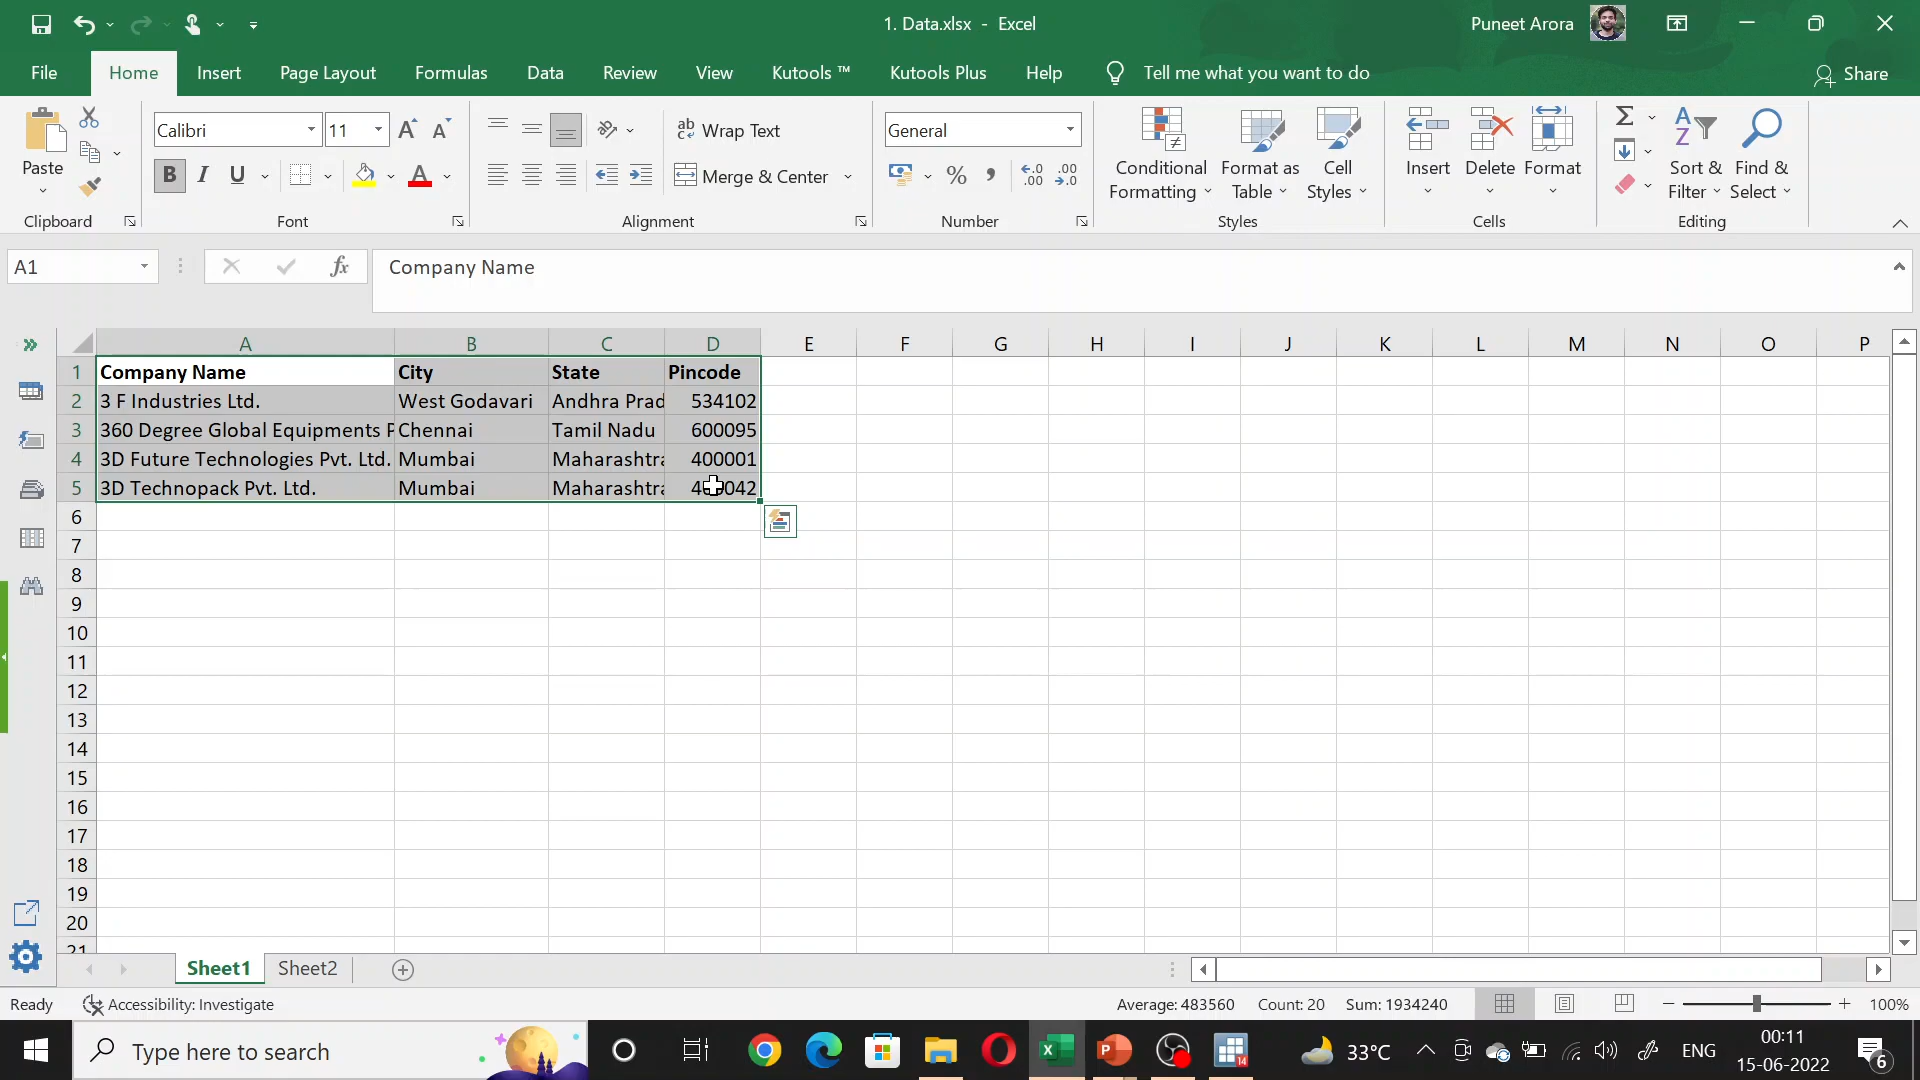 1. Data.xlsx - Excel
Puneet Arora
File Home Insert Page Layout Formulas Data Review View Kutools ™ Kutools Plus Help Tell me what you want to do Share
Paste
Clipboard
Calibri 11
B I U A
Font
ab Wrap Text
Merge & Center
Alignment
General
% , .00
Number
Conditional Formatting
Format as Table
Cell Styles
Styles
Insert
Delete
Format
Cells
Sort & Filter
Find & Select
Editing
A1 fx Company Name
A B C D E F G H I J K L M N O P
1 Company Name City State Pincode
2 3 F Industries Ltd. West Godavari Andhra Prad 534102
3 360 Degree Global Equipments P Chennai Tamil Nadu 600095
4 3D Future Technologies Pvt. Ltd. Mumbai Maharashtra 400001
5 3D Technopack Pvt. Ltd. Mumbai Maharashtra 400042
6
7
8
9
10
11
12
13
14
15
16
17
18
19
20
21
Sheet1 Sheet2
Ready Accessibility: Investigate Average: 483560 Count: 20 Sum: 1934240 100%
Type here to search 14 33°C ENG 00:11
15-06-2022 6